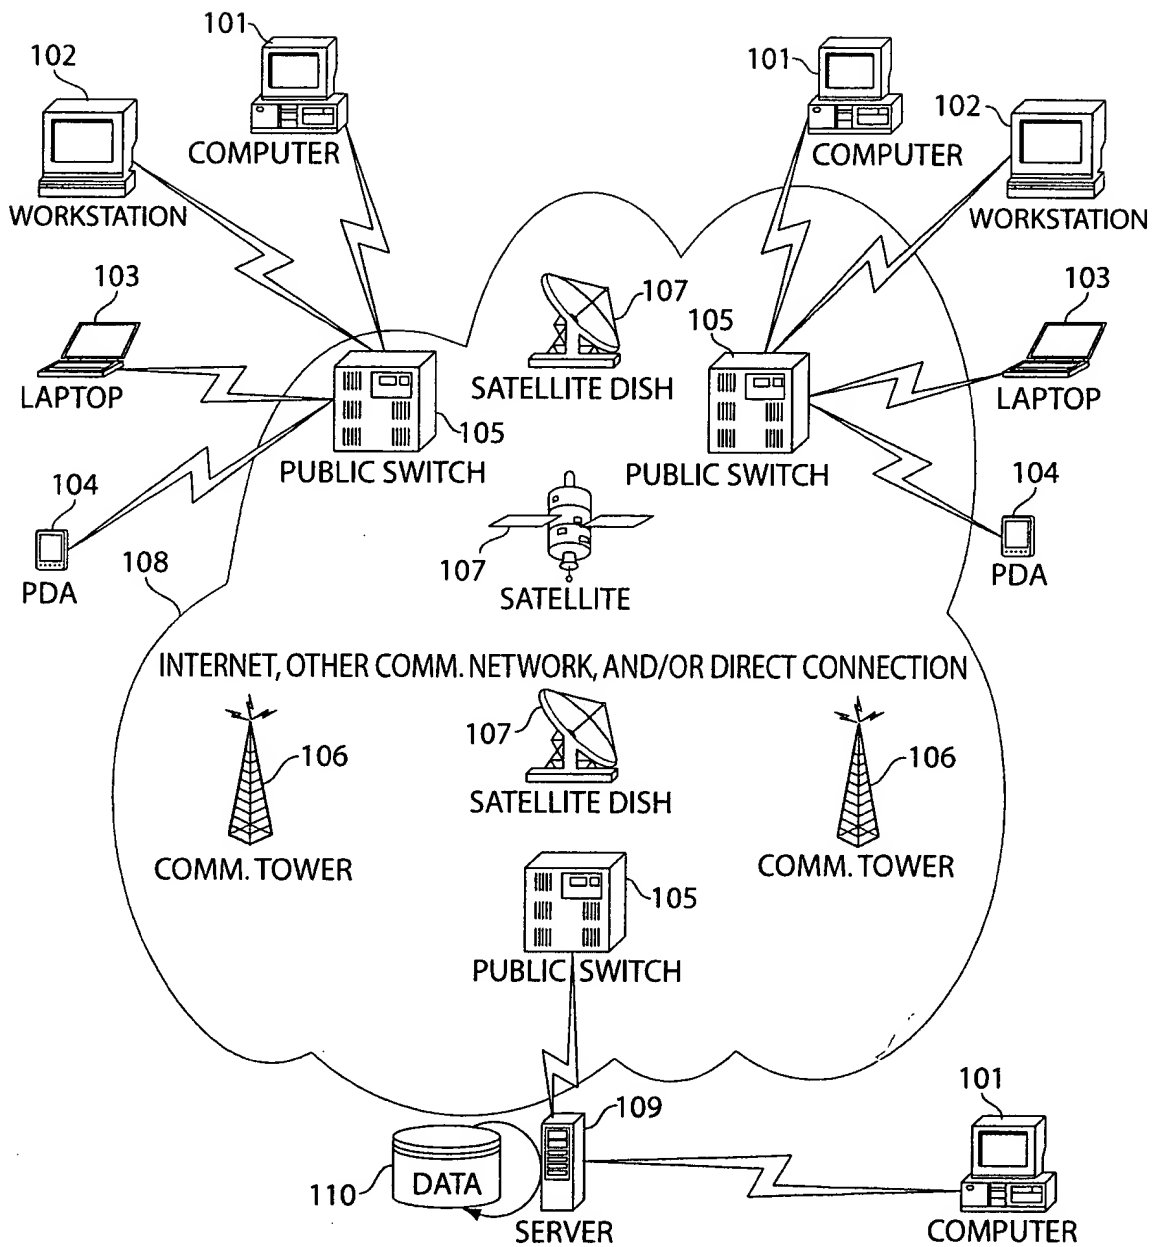 101
102
COMPUTER
WORKSTATION
101
102
COMPUTER
WORKSTATION
103
LAPTOP
107
SATELLITE DISH
105
103
LAPTOP
105
PUBLIC SWITCH
PUBLIC SWITCH
104
PDA
107
SATELLITE
104
PDA
108
INTERNET, OTHER COMM. NETWORK, AND/OR DIRECT CONNECTION
106
COMM. TOWER
107
SATELLITE DISH
106
COMM. TOWER
105
PUBLIC SWITCH
109
101
110
DATA
SERVER
COMPUTER